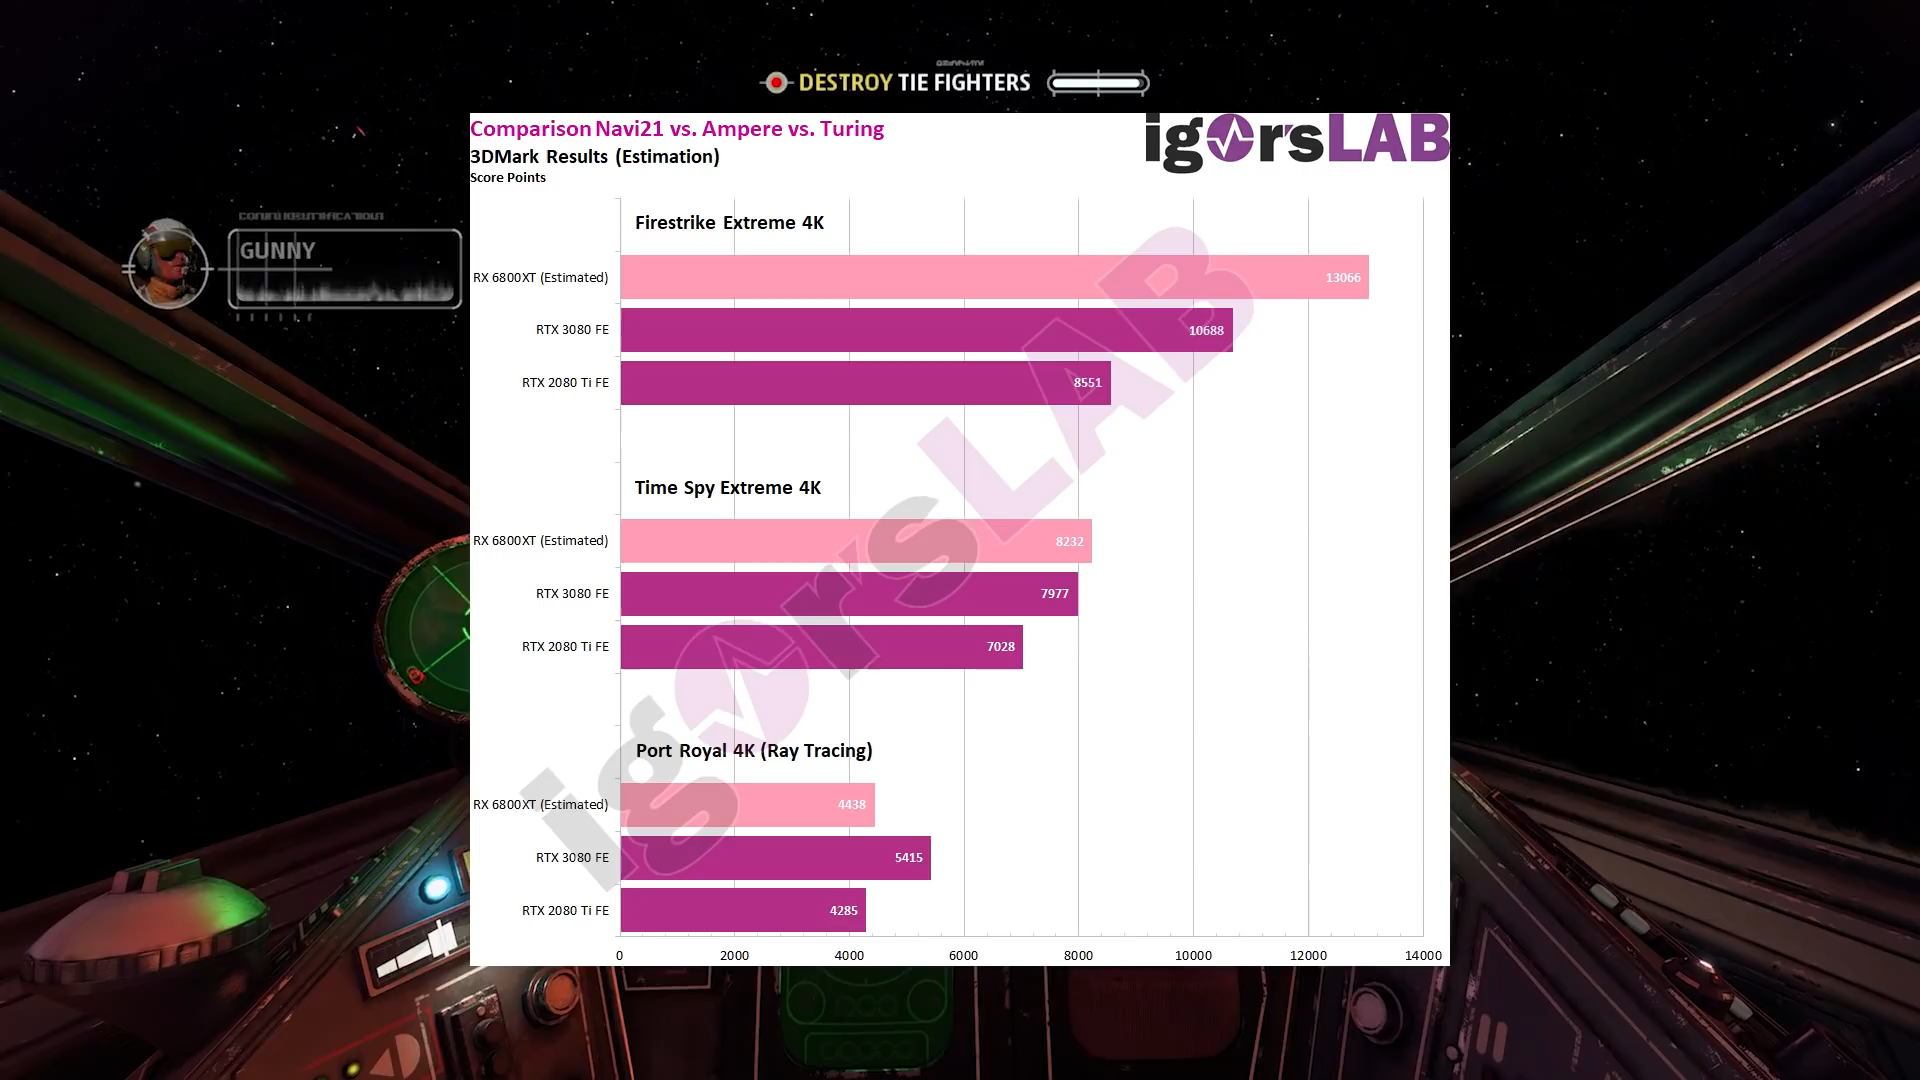 DESTROY TIE FIGHTERS
Comparison Navi21 vs. Ampere vs. Turing
igorsLAB
3DMark Results (Estimation)
Score Points
GUNNY
Firestrike Extreme 4K
RX 6800XT (Estimated) 13066
RTX 3080 FE 10688
RTX 2080 Ti FE 8551
Time Spy Extreme 4K
RX 6800XT (Estimated) 8232
RTX 3080 FE 7977
RTX 2080 Ti FE 7028
Port Royal 4K (Ray Tracing)
RX 6800XT (Estimated) 4438
RTX 3080 FE 5415
RTX 2080 Ti FE 4285
0 2000 4000 6000 8000 10000 12000 14000
igorsLAB